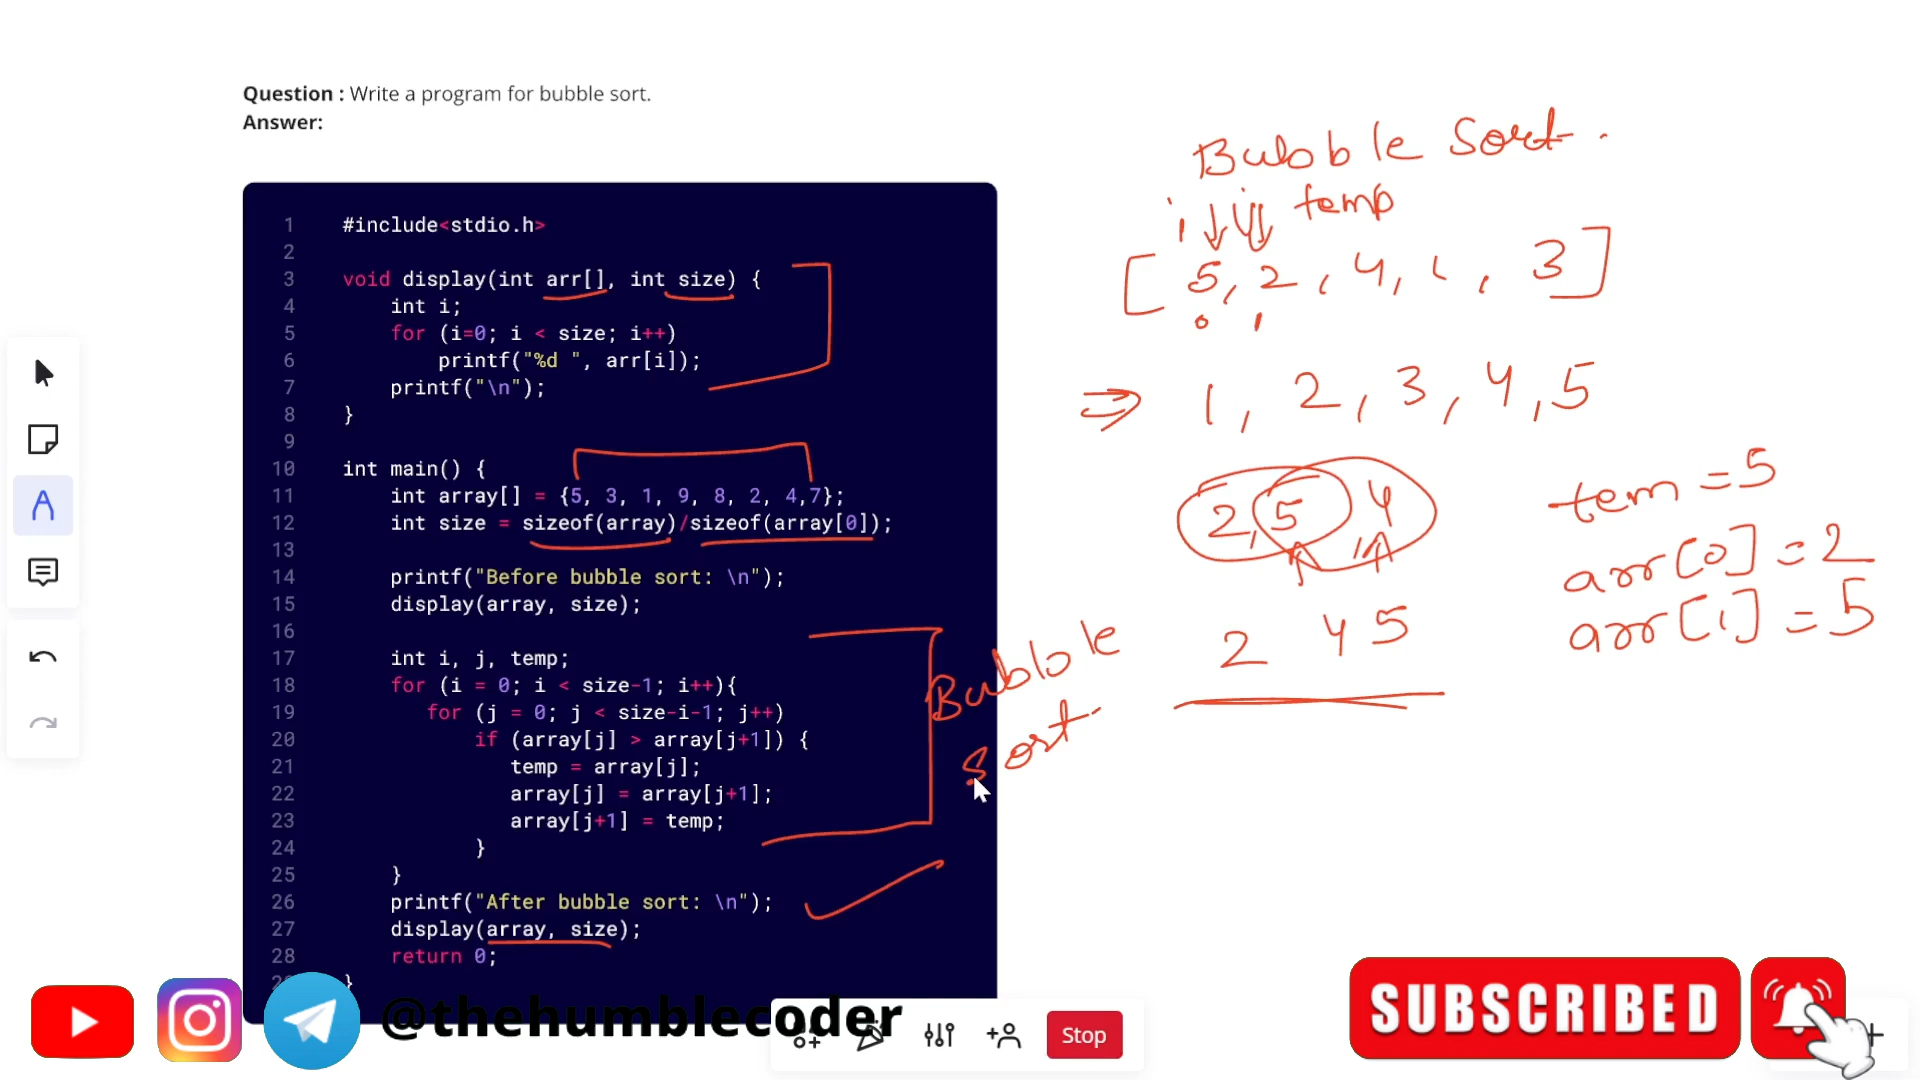 Question : Write a program for bubble sort.
Answer:
1 #include<stdio.h>
2
3 void display(int arr[], int size) {
4 int i;
5 for (i=0; i < size; i++)
6 printf("%d ", arr[i]);
7 printf("\n");
8 }
9
10 int main() {
11 int array[] = {5, 3, 1, 9, 8, 2, 4,7};
12 int size = sizeof(array)/sizeof(array[0]);
13
14 printf("Before bubble sort: \n");
15 display(array, size);
16
17 int i, j, temp;
18 for (i = 0; i < size-1; i++){
19 for (j = 0; j < size-i-1; j++)
20 if (array[j] > array[j+1]) {
21 temp = array[j];
22 array[j] = array[j+1];
23 array[j+1] = temp;
24 }
25 }
26 printf("After bubble sort: \n");
27 display(array, size);
28 return 0;
}
Bubble Sort.
i temp
[5, 2, 4, 1, 3]
0 1
⇒ 1, 2, 3, 4, 5
2, 5 4
2 4 5
tem = 5
arr[0] = 2
arr[1] = 5
Bubble
Sort
@thehumblecoder
Stop
SUBSCRIBED